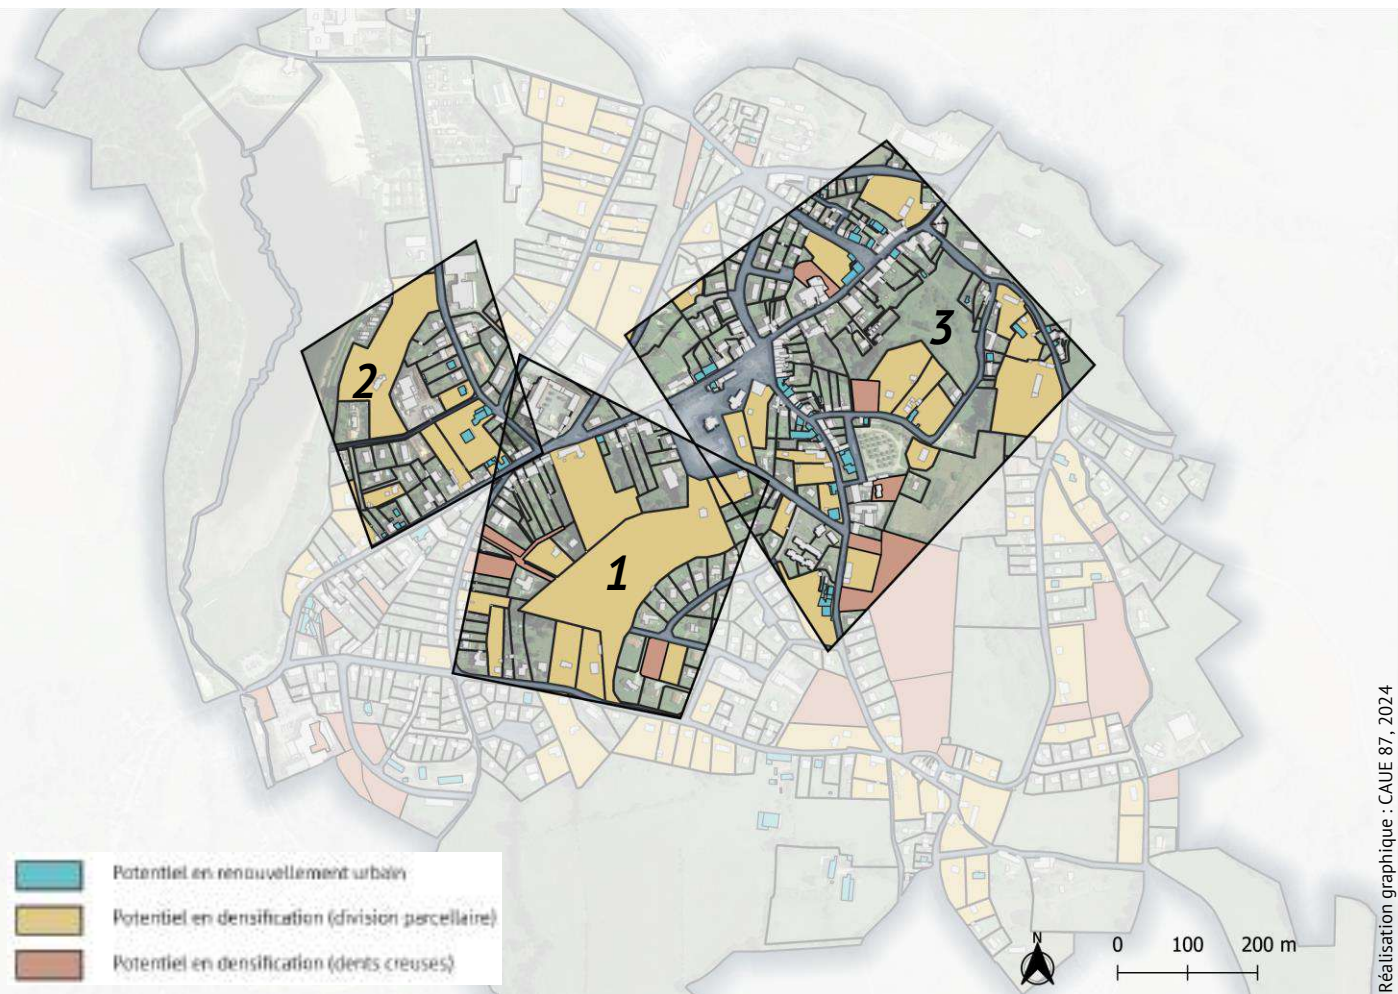 2
3
1
Potentiel en renouvellement urbain
Potentiel en densification (division parcellaire)
Potentiel en densification (dents creuses)
N
0 100 200 m
Réalisation graphique : CAUE 87, 2024